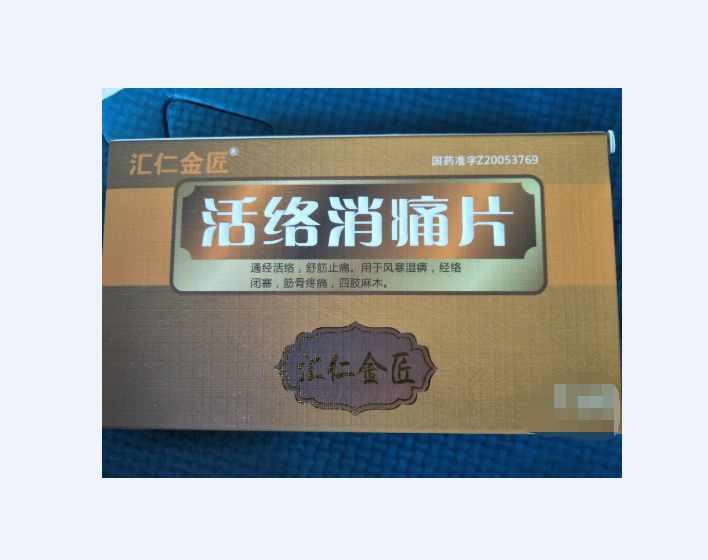 汇仁金匠®
国药准字Z20053769
活络消痛片
通经活络，舒筋止痛。用于风寒湿痹，经络
闭塞，筋骨疼痛，四肢麻木。
汇仁金匠